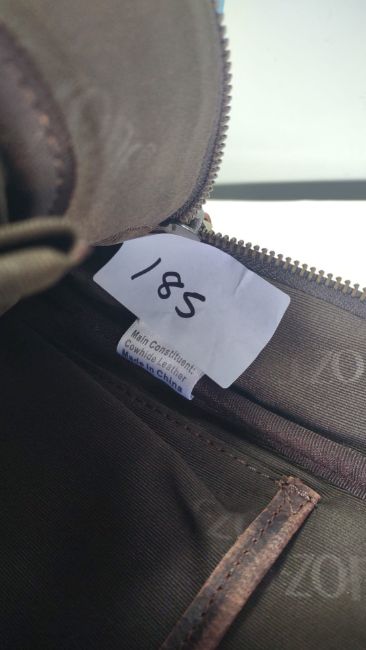 185
Main Constituent:
Cowhide Leather
Made in China